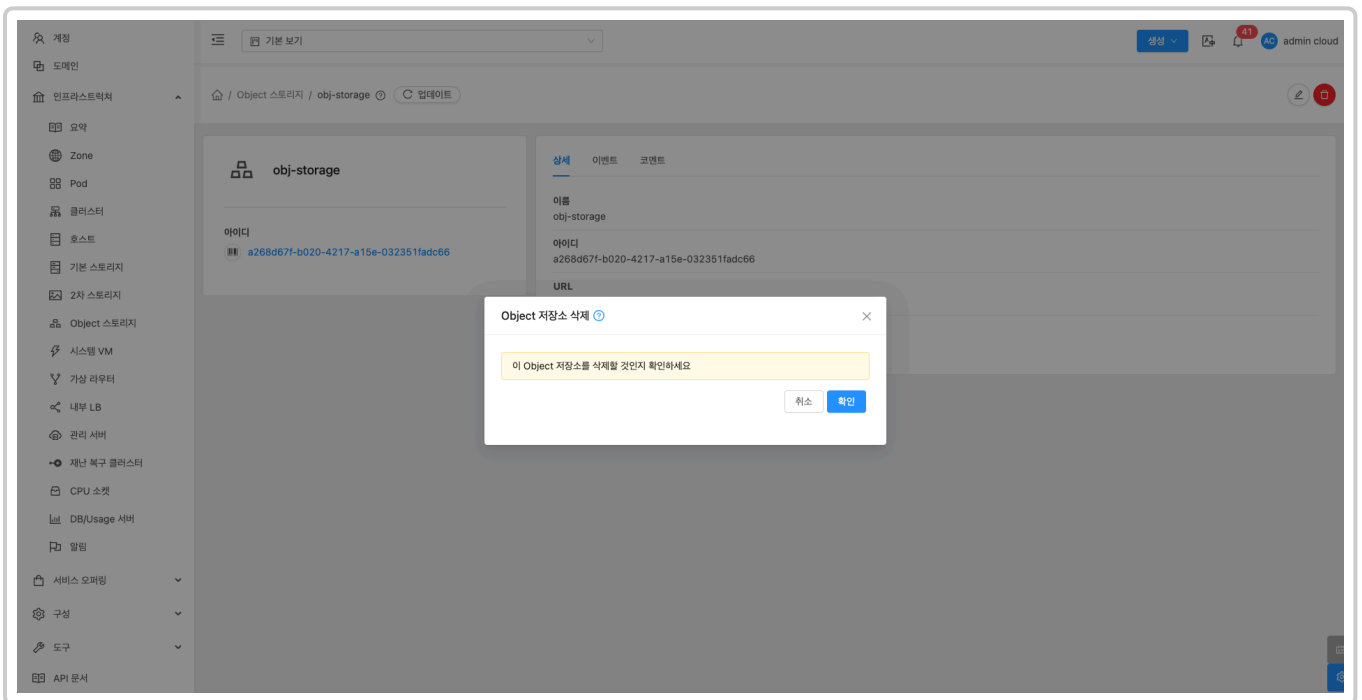 계정
기본 보기
생성
41
AC
admin cloud
도메인
인프라스트럭쳐
/ Object 스토리지 / obj-storage
업데이트
요약
Zone
Pod
클러스터
호스트
기본 스토리지
2차 스토리지
Object 스토리지
시스템 VM
가상 라우터
내부 LB
관리 서버
재난 복구 클러스터
CPU 소켓
DB/Usage 서버
알림
서비스 오퍼링
구성
도구
API 문서
obj-storage
아이디
a268d67f-b020-4217-a15e-032351fadc66
상세 이벤트 코멘트
이름
obj-storage
아이디
a268d67f-b020-4217-a15e-032351fadc66
URL
Object 저장소 삭제
이 Object 저장소를 삭제할 것인지 확인하세요
취소 확인